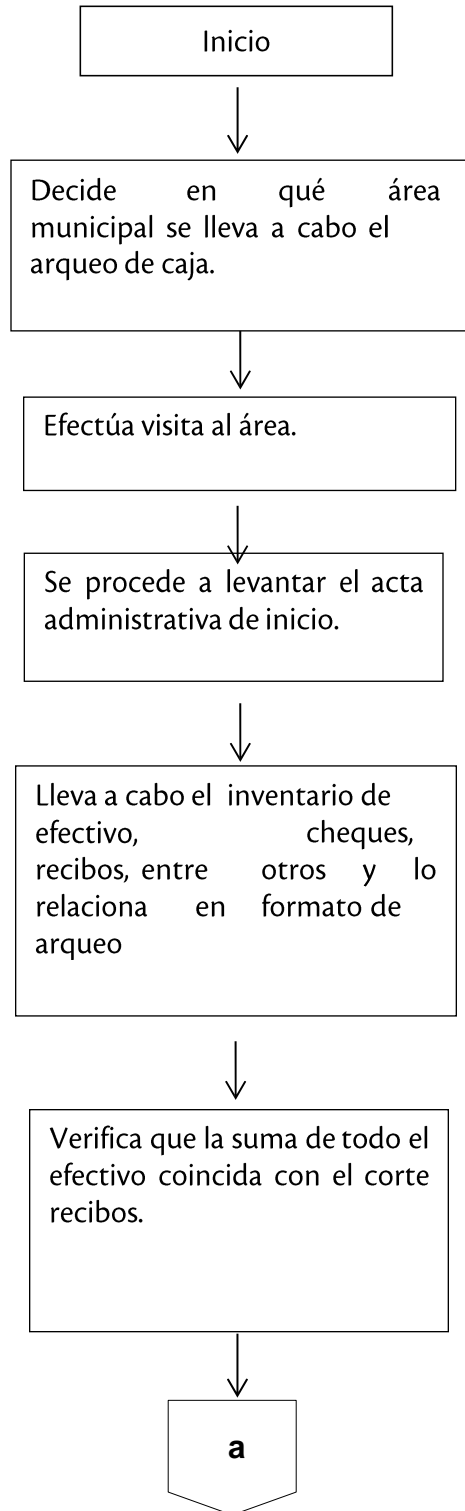 Inicio
Decide en qué área
municipal se lleva a cabo el
arqueo de caja.
Efectúa visita al área.
Se procede a levantar el acta
administrativa de inicio.
Lleva a cabo el inventario de
efectivo, cheques,
recibos, entre otros y lo
relaciona en formato de
arqueo
Verifica que la suma de todo el
efectivo coincida con el corte
recibos.
a